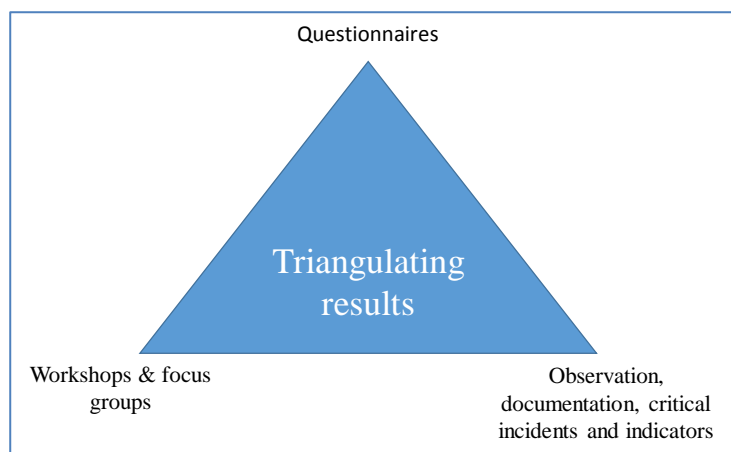 Questionnaires
Triangulating
results
Workshops & focus
groups
Observation,
documentation, critical
incidents and indicators